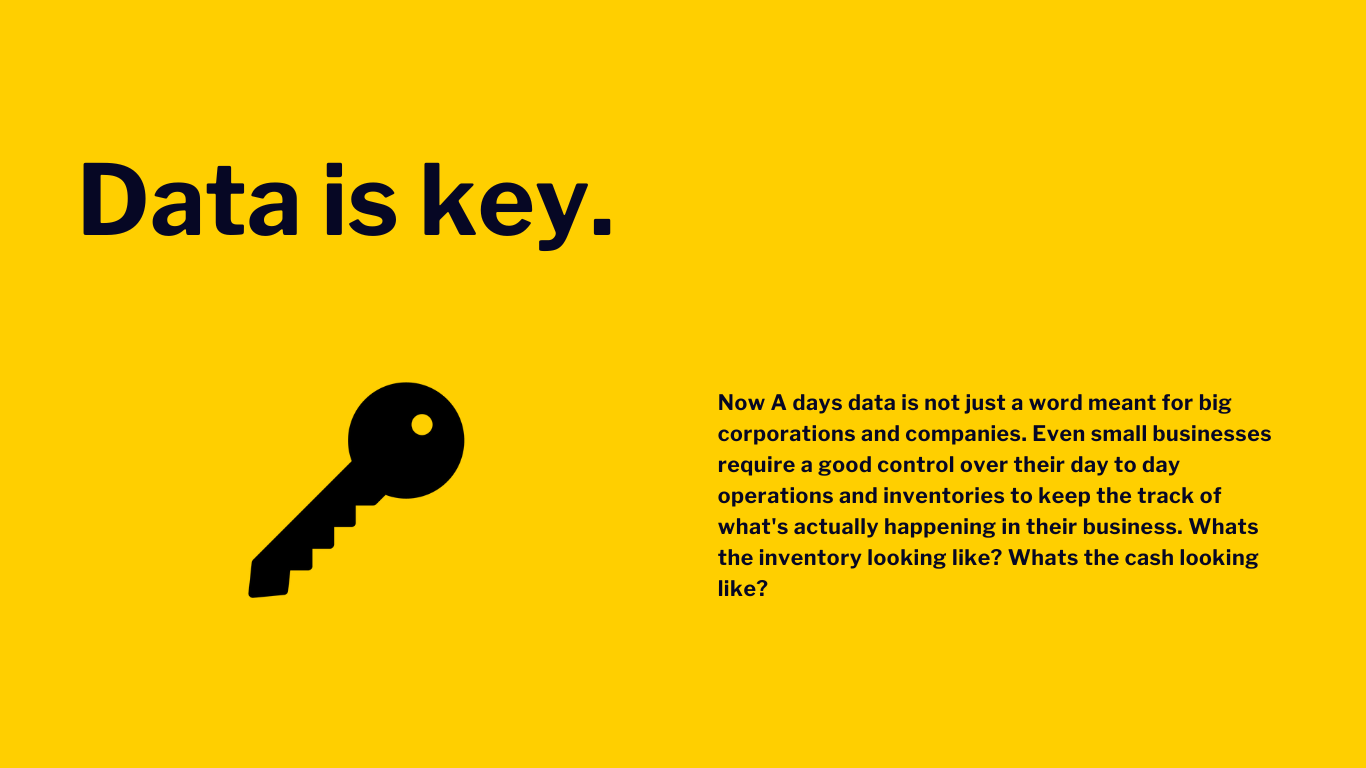 Data is key.
Now A days data is not just a word meant for big
corporations and companies. Even small businesses
require a good control over their day to day
operations and inventories to keep the track of
what's actually happening in their business. Whats
the inventory looking like? Whats the cash looking
like?